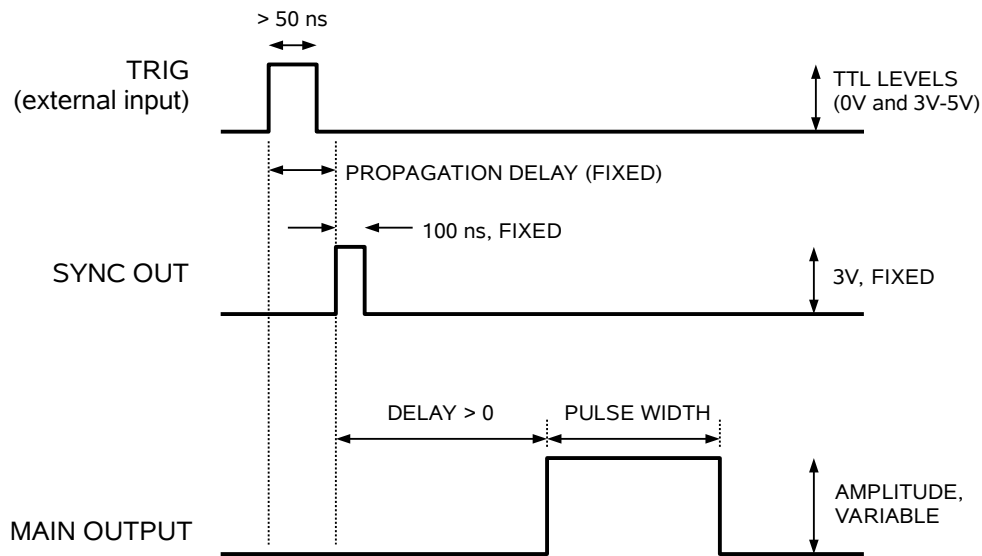 > 50 ns
TRIG
(external input)
TTL LEVELS
(0V and 3V-5V)
PROPAGATION DELAY (FIXED)
100 ns, FIXED
SYNC OUT
3V, FIXED
DELAY > 0
PULSE WIDTH
AMPLITUDE,
VARIABLE
MAIN OUTPUT